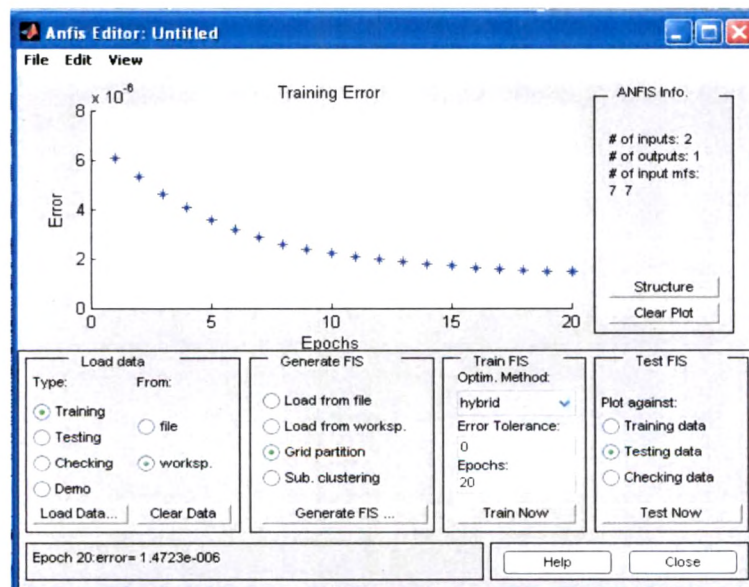 Anfis Editor: Untitled
File Edit View
Training Error
x 10^-6
8
6
4
2
0
Error
0 5 10 15 20
Epochs
ANFIS Info.
# of inputs: 2
# of outputs: 1
# of input mfs:
7 7
Structure
Clear Plot
Load data
Type: From:
Training
Testing
Checking
Demo
file
worksp.
Load Data... Clear Data
Generate FIS
Load from file
Load from worksp.
Grid partition
Sub. clustering
Generate FIS ...
Train FIS
Optim. Method:
hybrid
Error Tolerance:
0
Epochs:
20
Train Now
Test FIS
Plot against:
Training data
Testing data
Checking data
Test Now
Epoch 20:error= 1.4723e-006
Help
Close